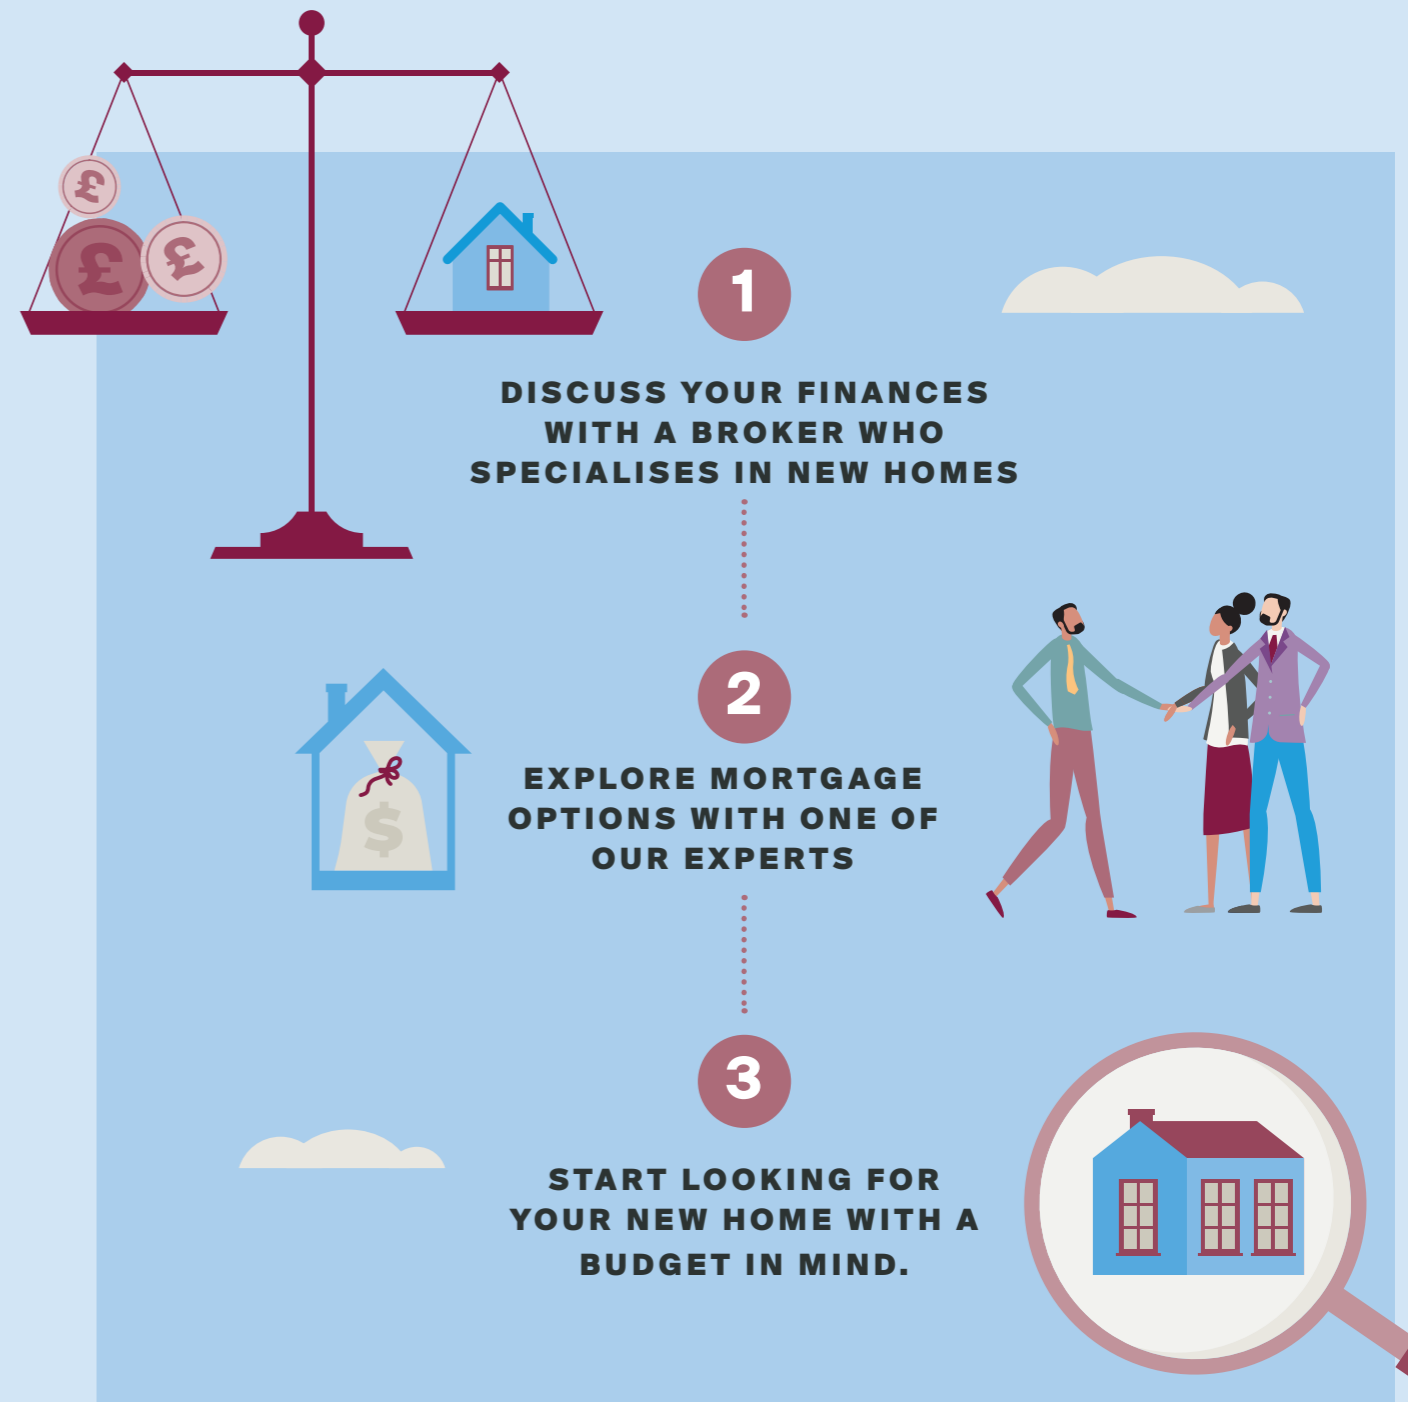 £
£
£
1
DISCUSS YOUR FINANCES
WITH A BROKER WHO
SPECIALISES IN NEW HOMES
2
EXPLORE MORTGAGE
OPTIONS WITH ONE OF
OUR EXPERTS
$
3
START LOOKING FOR
YOUR NEW HOME WITH A
BUDGET IN MIND.